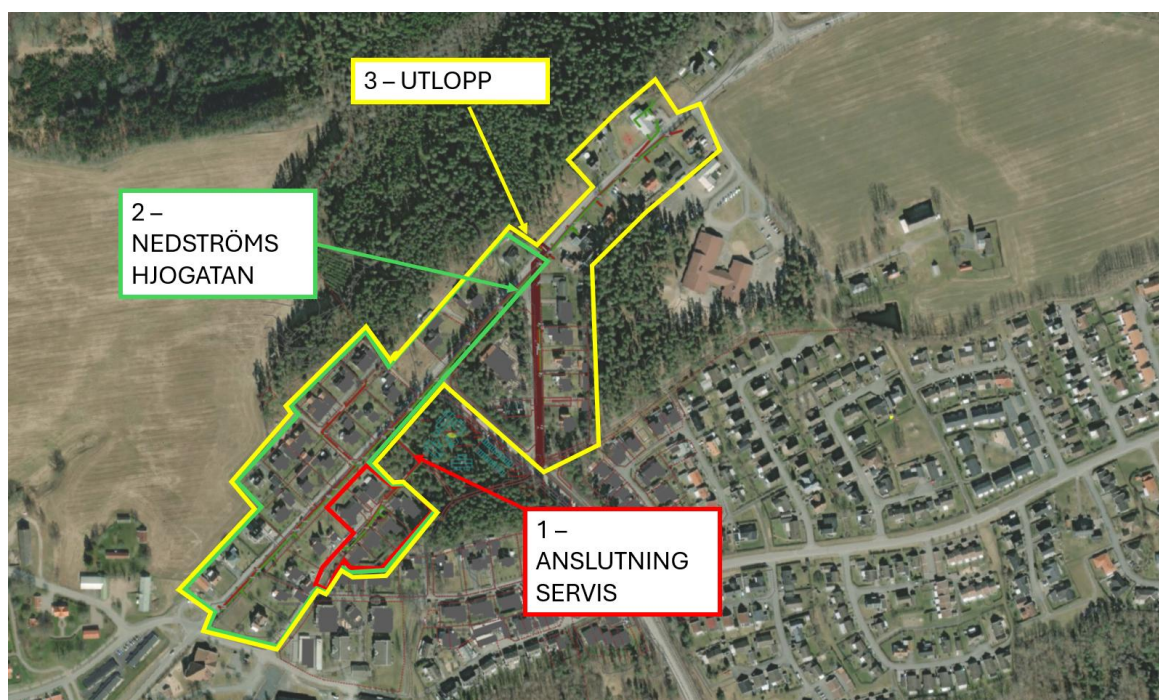 3 – UTLOPP
2 –
NEDSTRÖMS
HJOGATAN
1 –
ANSLUTNING
SERVIS